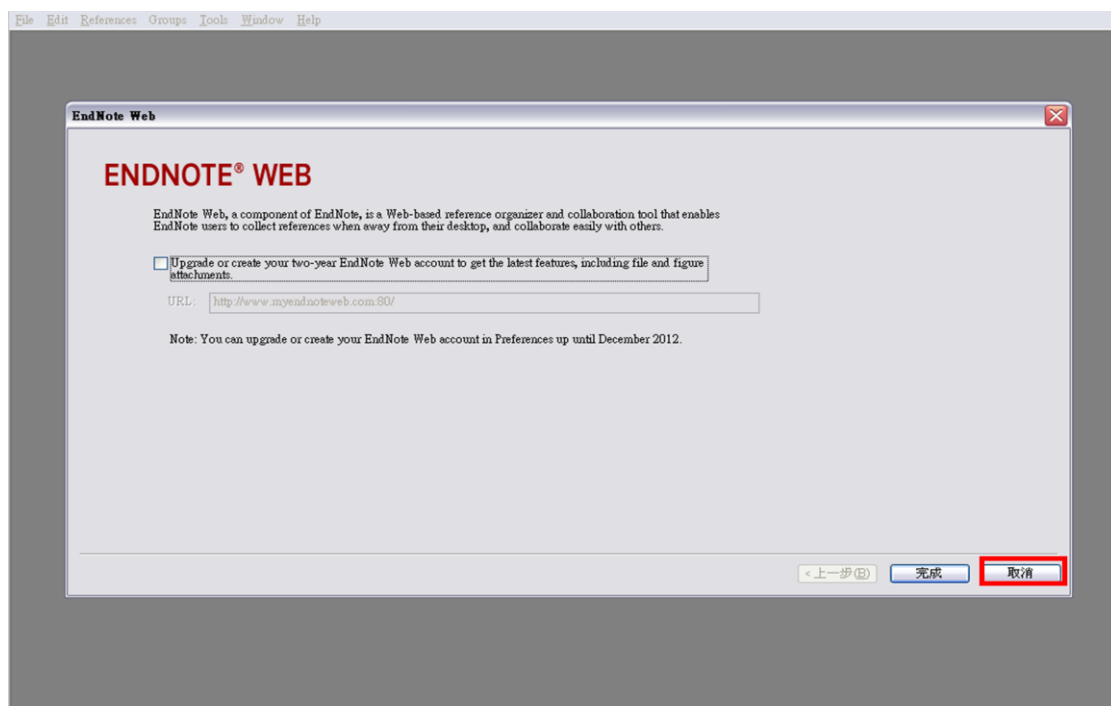 File Edit References Groups Tools Window Help
EndNote Web
ENDNOTE® WEB
EndNote Web, a component of EndNote, is a Web-based reference organizer and collaboration tool that enables
EndNote users to collect references when away from their desktop, and collaborate easily with others.
Upgrade or create your two-year EndNote Web account to get the latest features, including file and figure
attachments.
URL: http://www.myendnoteweb.com:80/
Note: You can upgrade or create your EndNote Web account in Preferences up until December 2012.
<上一步(B) 完成 取消